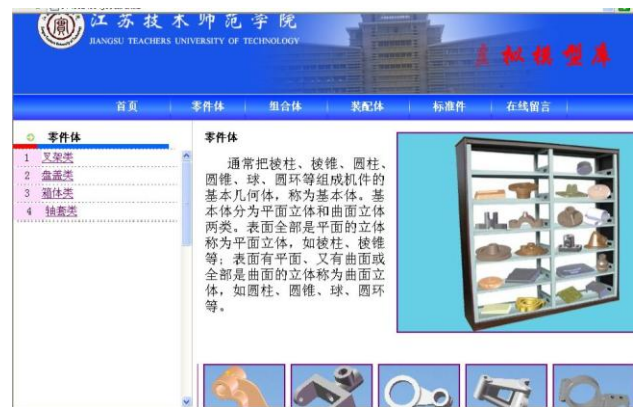 江苏技术师范学院
JIANGSU TEACHERS UNIVERSITY OF TECHNOLOGY
虚拟模型库
首页 零件体 组合体 装配体 标准件 在线留言
零件体
1 叉架类
2 盘盖类
3 箱体类
4 轴套类
零件体
通常把棱柱、棱锥、圆柱、
圆锥、球、圆环等组成机件的
基本几何体，称为基本体。基
本体分为平面立体和曲面立体
两类。表面全部是平面的立体
称为平面立体，如棱柱、棱锥
等；表面有平面、又有曲面或
全部是曲面的立体称为曲面立
体，如圆柱、圆锥、球、圆环
等。